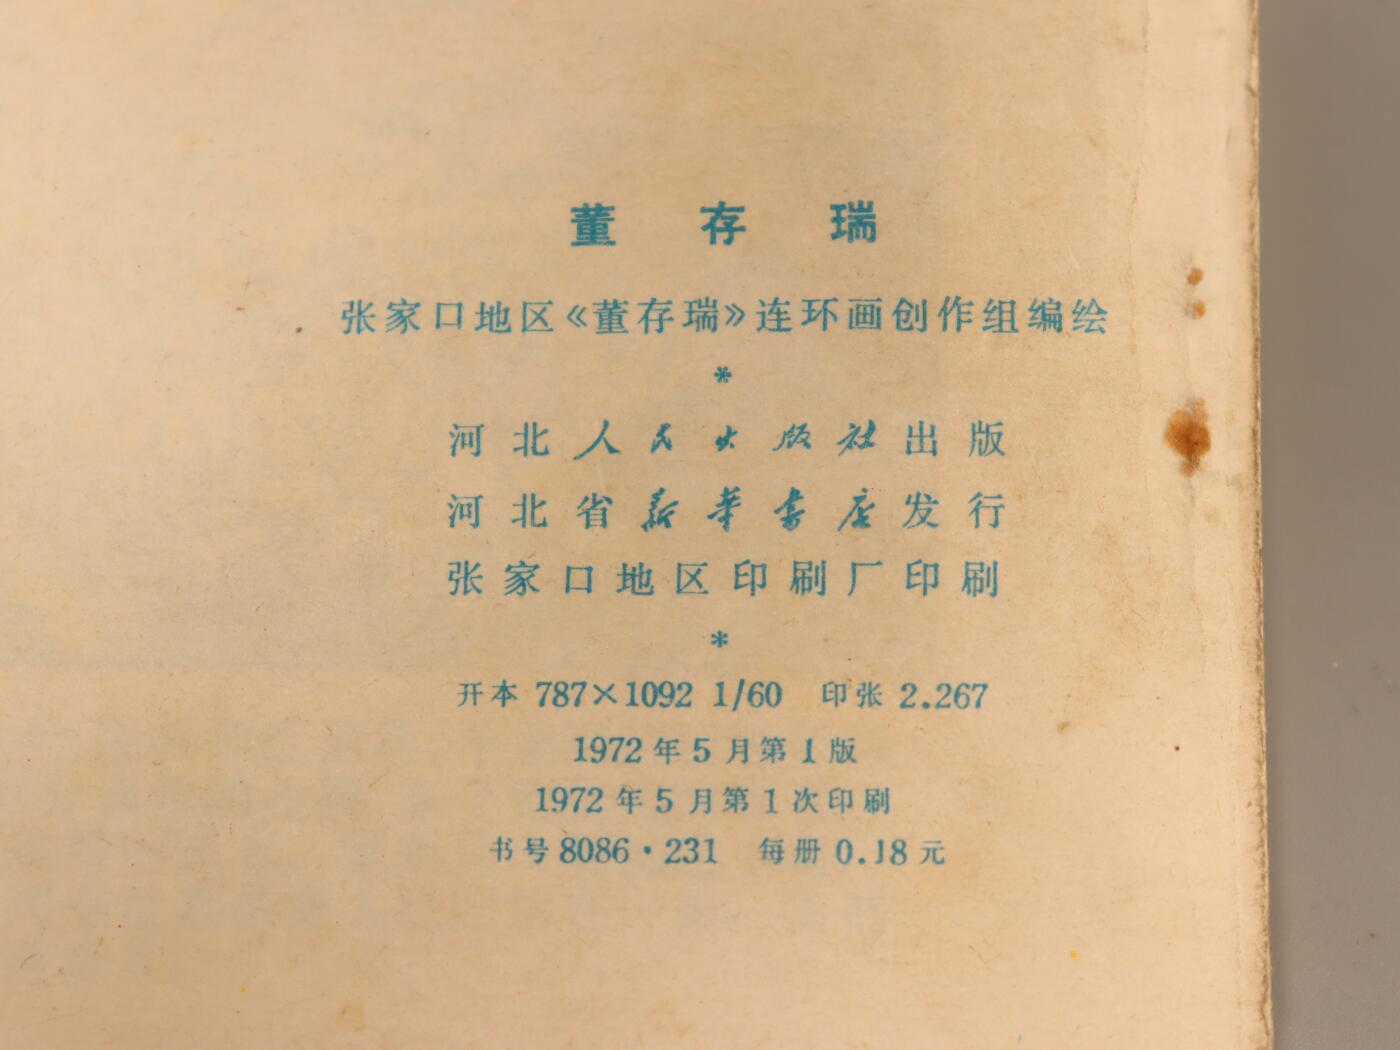 董存瑞
张家口地区《董存瑞》连环画创作组编绘
*
河北人民出版社出版
河北省新华书店发行
张家口地区印刷厂印刷
*
开本 787×1092 1/60 印张 2.267
1972年5月第1版
1972年5月第1次印刷
书号 8086·231 每册 0.18元